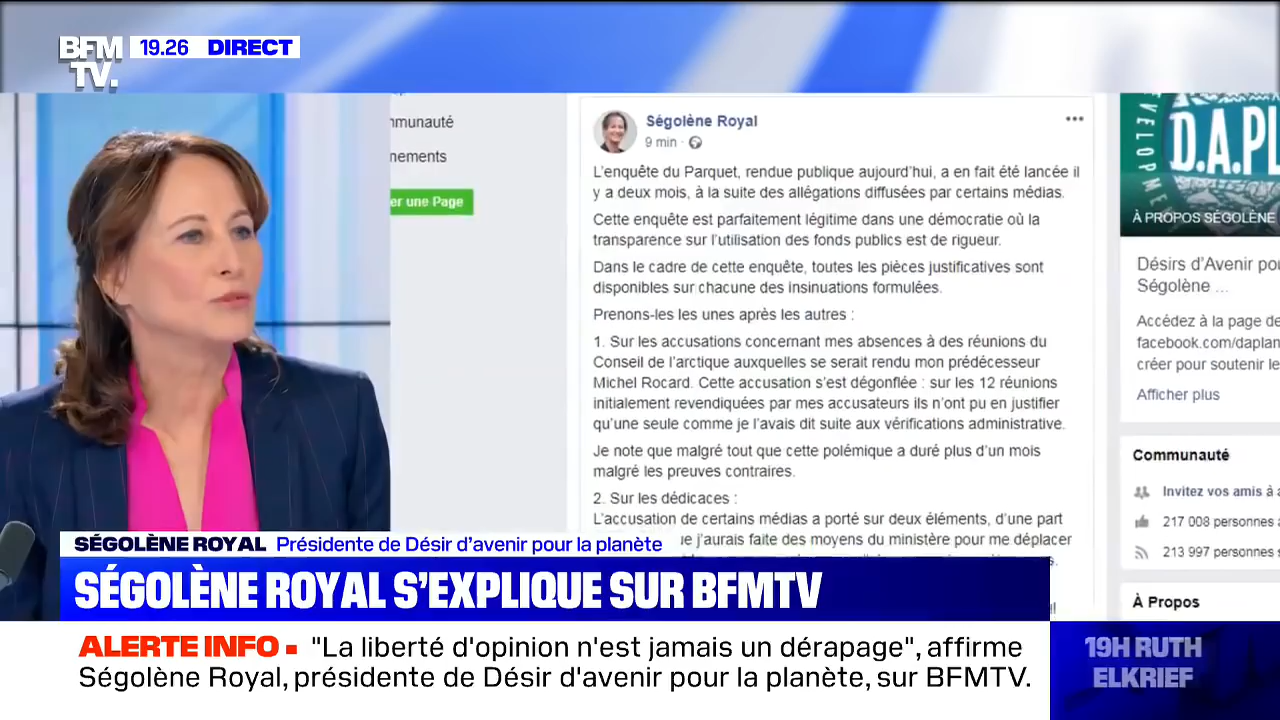 BFM
TV.
19.26 DIRECT
mmunauté
nements
er une Page
Ségolène Royal
9 min
L'enquête du Parquet, rendue publique aujourd'hui, a en fait été lancée il
y a deux mois, à la suite des allégations diffusées par certains médias.
Cette enquête est parfaitement légitime dans une démocratie où la
transparence sur l'utilisation des fonds publics est de rigueur.
Dans le cadre de cette enquête, toutes les pièces justificatives sont
disponibles sur chacune des insinuations formulées.
Prenons-les les unes après les autres :
1. Sur les accusations concernant mes absences à des réunions du
Conseil de l'arctique auxquelles se serait rendu mon prédécesseur
Michel Rocard. Cette accusation s'est dégonflée : sur les 12 réunions
initialement revendiquées par mes accusateurs ils n'ont pu en justifier
qu'une seule comme je l'avais dit suite aux vérifications administrative.
Je note que malgré tout que cette polémique a duré plus d'un mois
malgré les preuves contraires.
2. Sur les dédicaces :
L'accusation de certains médias a porté sur deux éléments, d'une part
e j'aurais faite des moyens du ministère pour me déplacer
VELOPME
D.A.PL
À PROPOS SÉGOLÈNE
Désirs d'Avenir pou
Ségolène ...
Accédez à la page de
facebook.com/daplan
créer pour soutenir le
Afficher plus
Communauté
Invitez vos amis à a
217 008 personnes a
213 997 personnes s
À Propos
SÉGOLÈNE ROYAL Présidente de Désir d'avenir pour la planète
SÉGOLÈNE ROYAL S'EXPLIQUE SUR BFMTV
ALERTE INFO "La liberté d'opinion n'est jamais un dérapage", affirme
Ségolène Royal, présidente de Désir d'avenir pour la planète, sur BFMTV.
19H RUTH
ELKRIEF